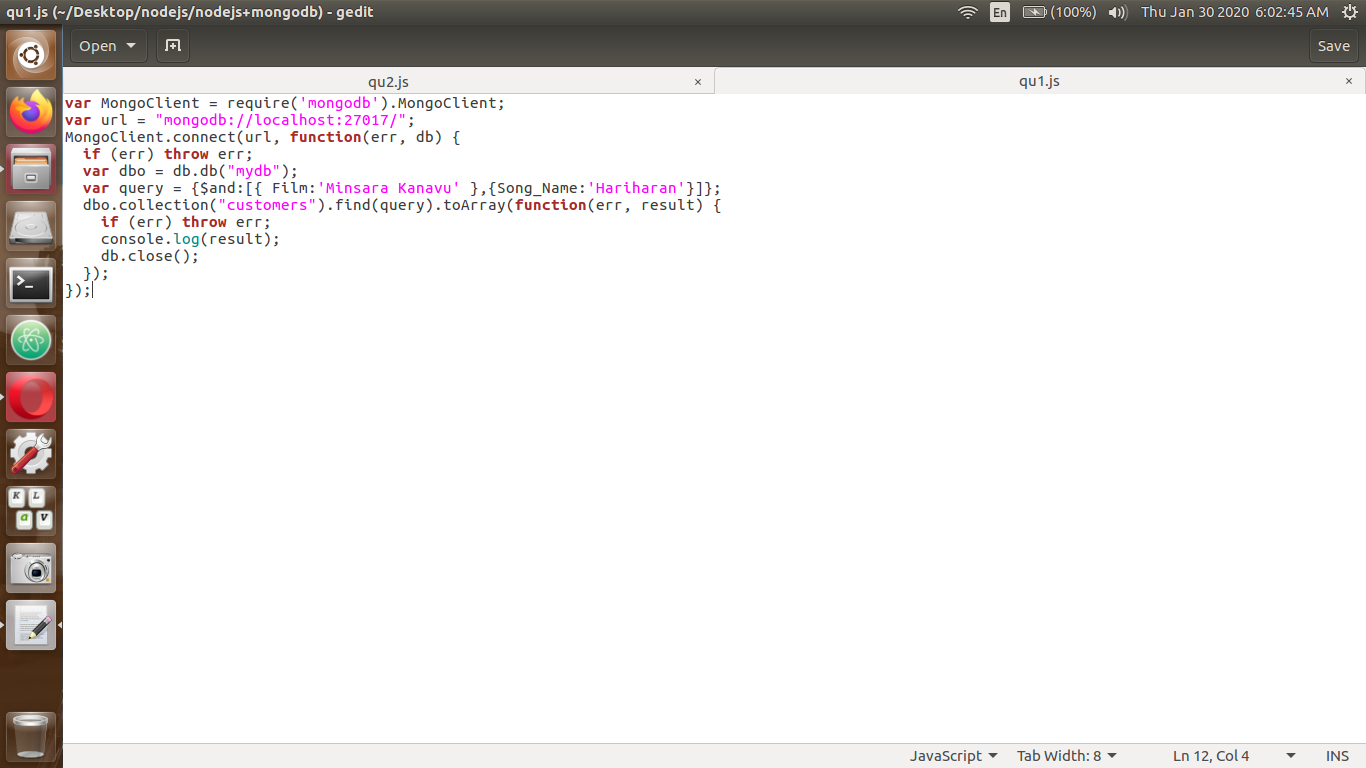 qu1.js (~/Desktop/nodejs/nodejs+mongodb) - gedit
En
(100%)
Thu Jan 30 2020 6:02:45 AM
Open
Save
qu2.js
×
qu1.js
×
var MongoClient = require('mongodb').MongoClient;
var url = "mongodb://localhost:27017/";
MongoClient.connect(url, function(err, db) {
  if (err) throw err;
  var dbo = db.db("mydb");
  var query = {$and:[{ Film:'Minsara Kanavu' },{Song_Name:'Hariharan'}]};
  dbo.collection("customers").find(query).toArray(function(err, result) {
    if (err) throw err;
    console.log(result);
    db.close();
  });
});
>_
K L
a V
JavaScript
Tab Width: 8
Ln 12, Col 4
INS